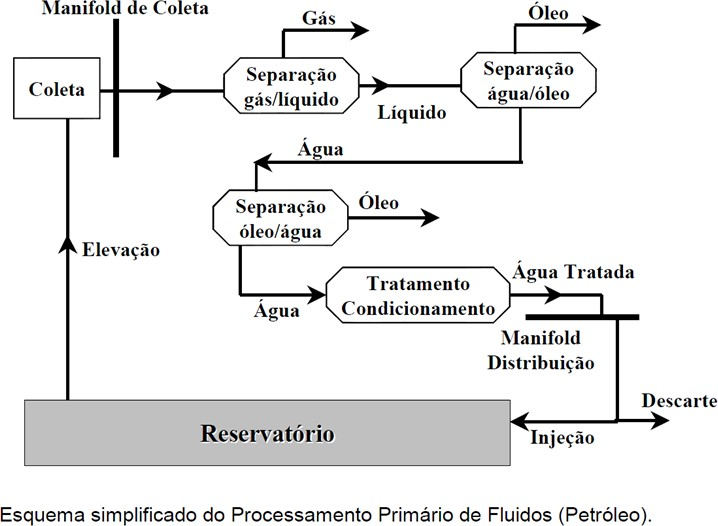 Manifold de Coleta
Gás
Óleo
Coleta
Separação
gás/líquido
Líquido
Separação
água/óleo
Água
Separação
óleo/água
Óleo
Elevação
Água
Tratamento
Condicionamento
Água Tratada
Manifold
Distribuição
Descarte
Injeção
Reservatório
Esquema simplificado do Processamento Primário de Fluidos (Petróleo).